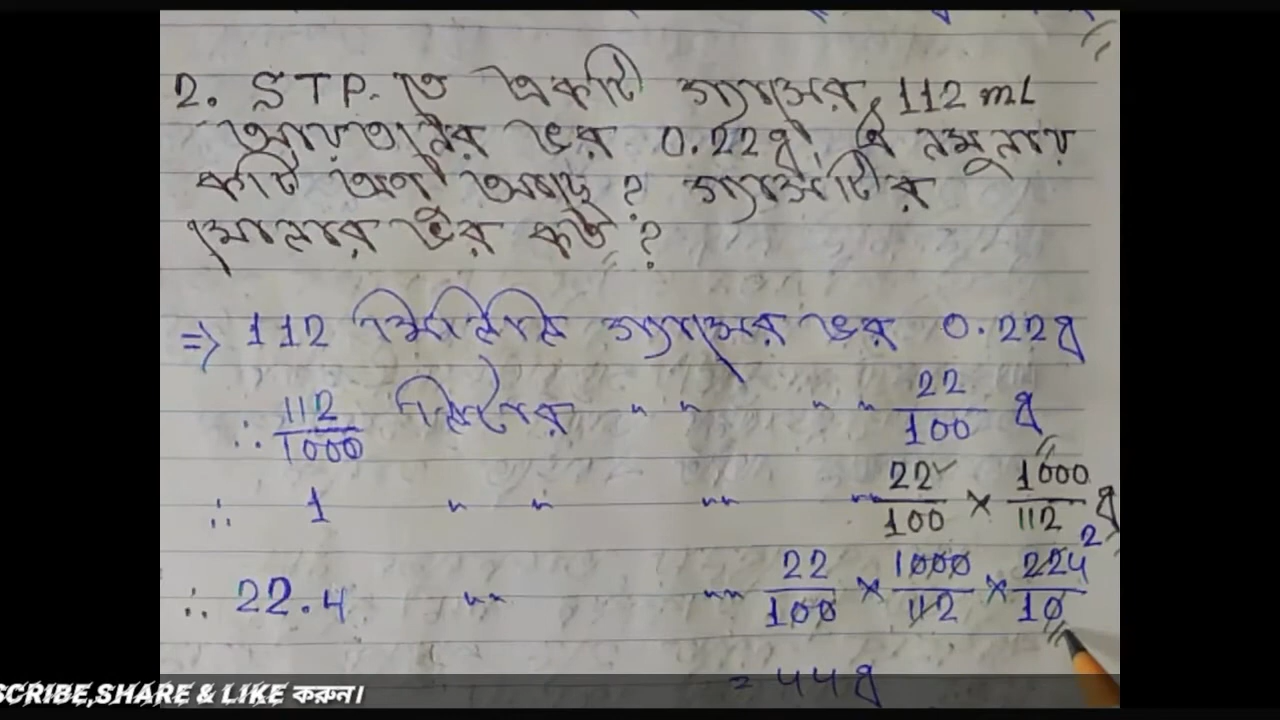 2. STP. তে একটি গ্যাসের 112 mL
আয়তনের ভর 0.22g। ঐ নমুনায়
কটি অণু আছে? গ্যাসটির
মোলার ভর কত?
⇒ 112 মিলিলি গ্যাসের ভর 0.22g
∴ 112/1000 লিটার " " " " 22/100 g
∴ 1 " " " " " " 22/100 × 1000/112 g
∴ 22.4 " " " " 22/100 × 1000/112 × 224/10 2
= 44g
SCRIBE,SHARE & LIKE করুন।